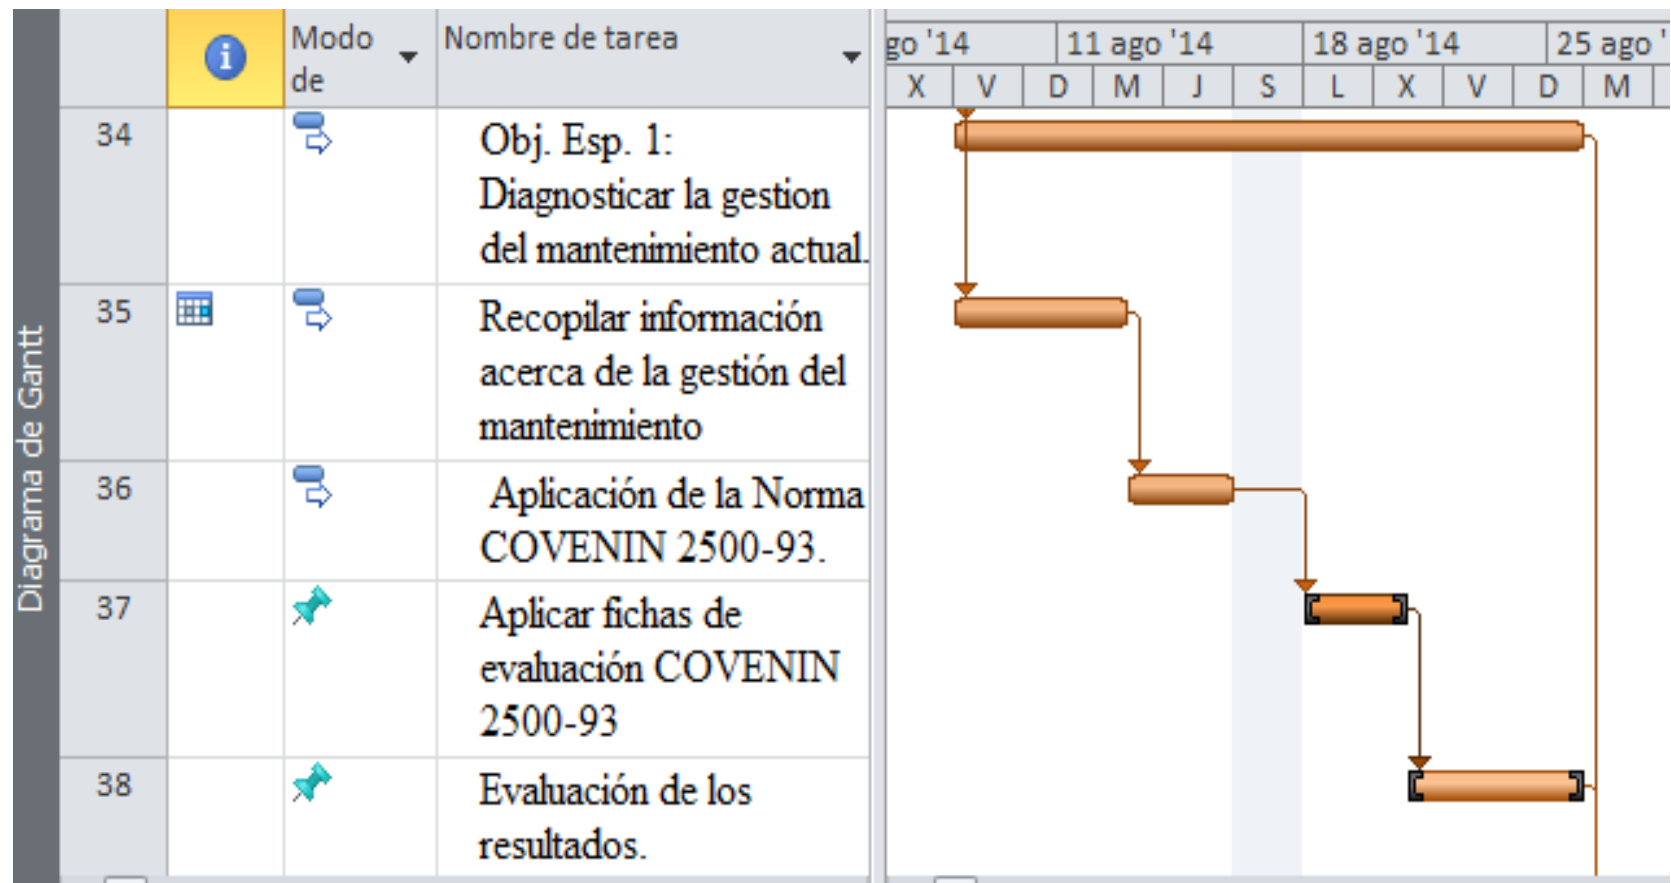 Diagrama de Gantt
Modo
de
Nombre de tarea
go '14
11 ago '14
18 ago '14
25 ago '
X V D M J S L X V D M
34
Obj. Esp. 1:
Diagnosticar la gestion
del mantenimiento actual.
35
Recopilar información
acerca de la gestión del
mantenimiento
36
Aplicación de la Norma
COVENIN 2500-93.
37
Aplicar fichas de
evaluación COVENIN
2500-93
38
Evaluación de los
resultados.